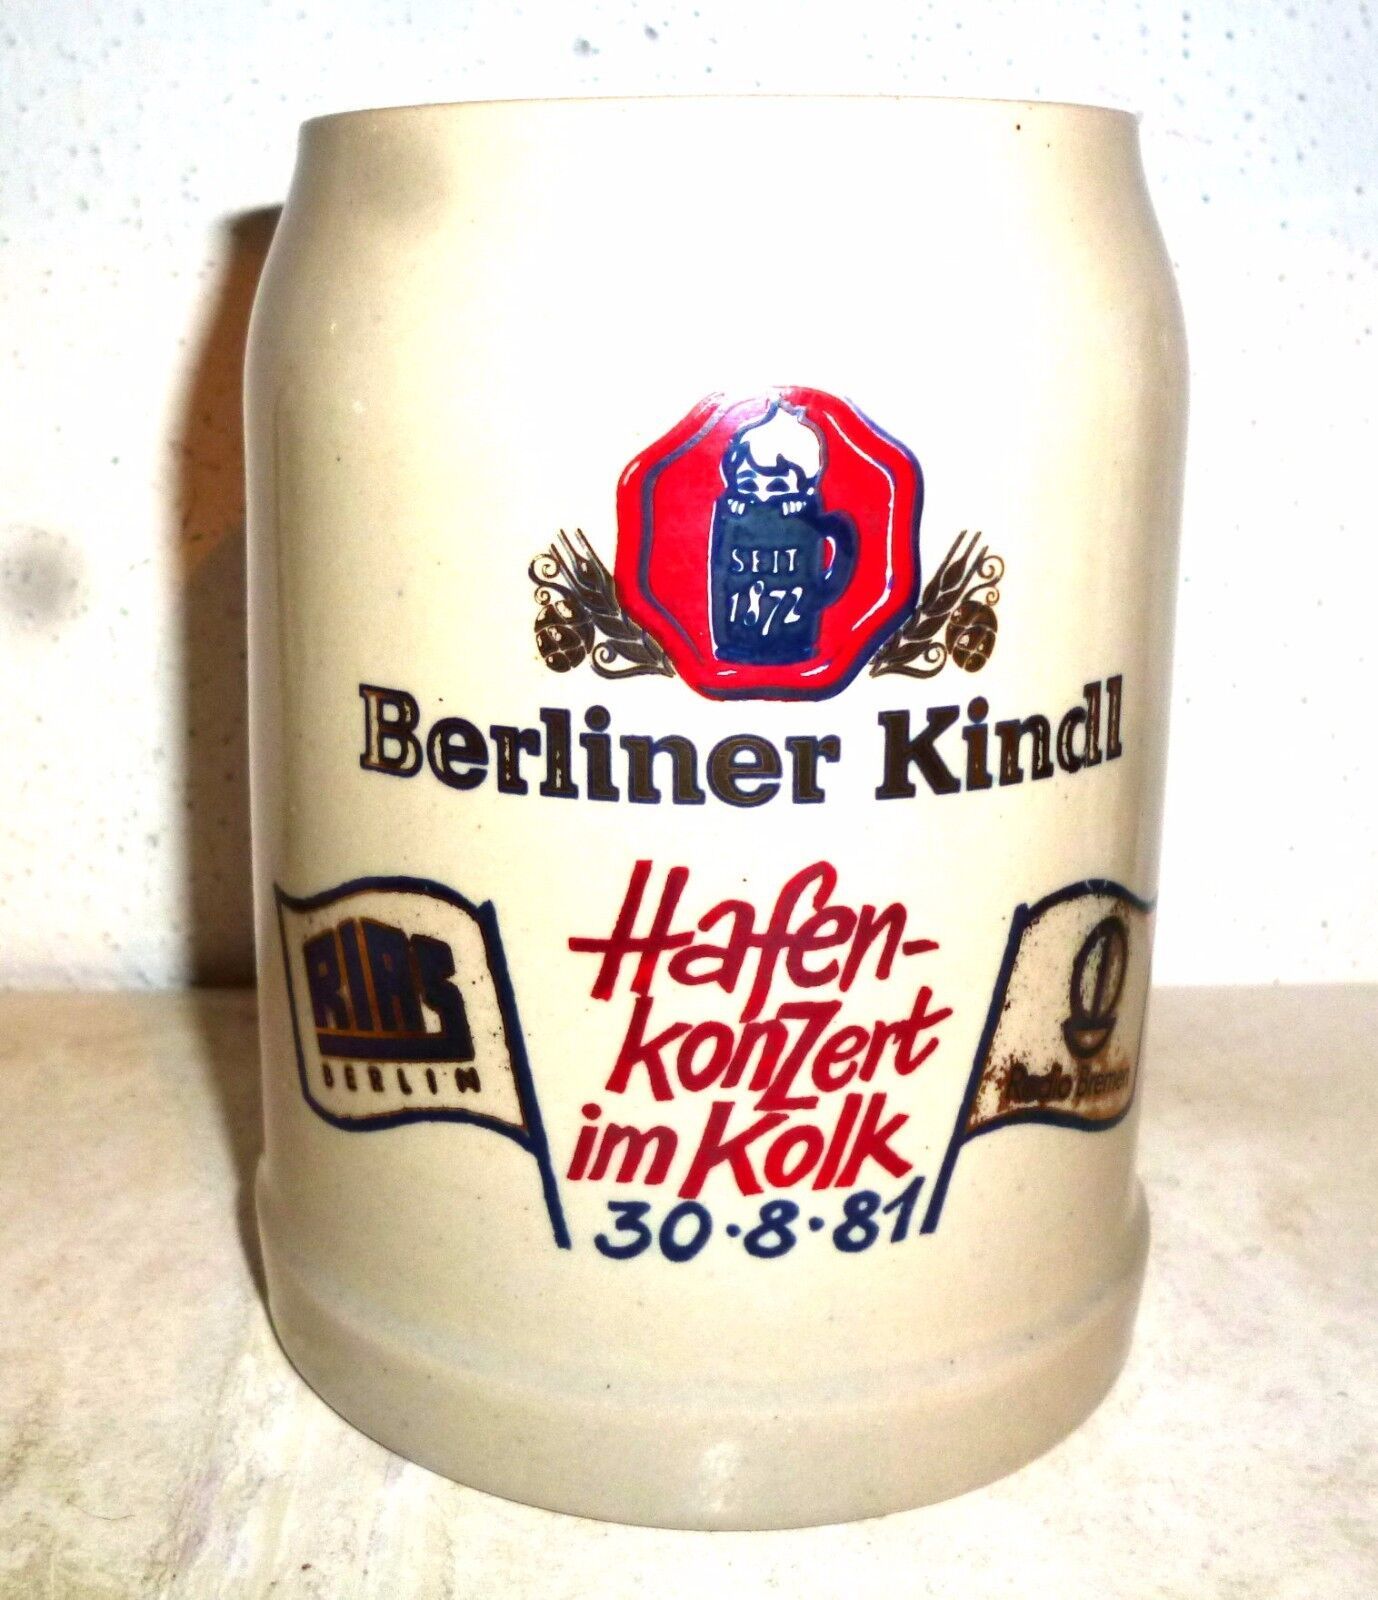 SEIT
1872
Berliner Kindl
RIAS
BERLIN
Hafen-
konzert
im Kolk
30·8·81
Radio Bremen